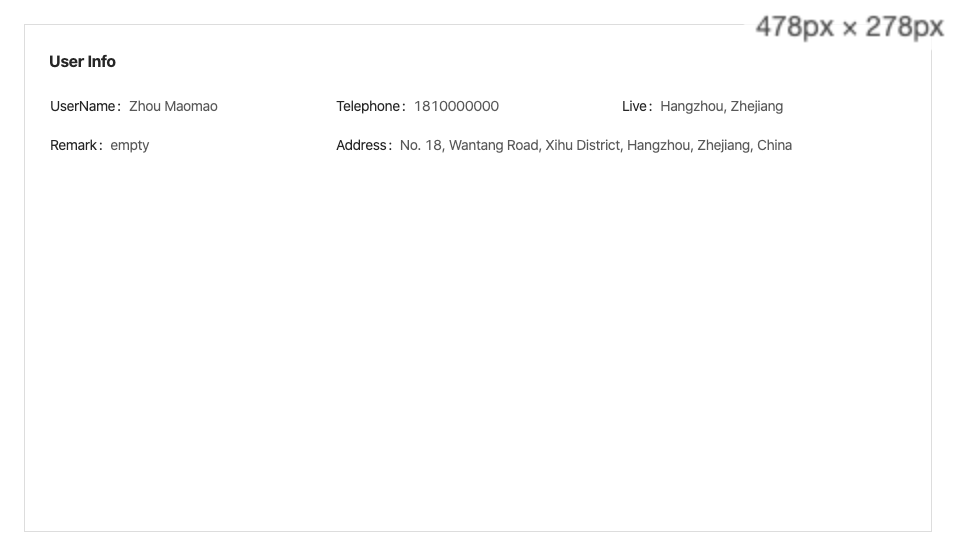 478px × 278px
User Info
UserName: Zhou Maomao Telephone: 1810000000 Live: Hangzhou, Zhejiang
Remark: empty Address: No. 18, Wantang Road, Xihu District, Hangzhou, Zhejiang, China